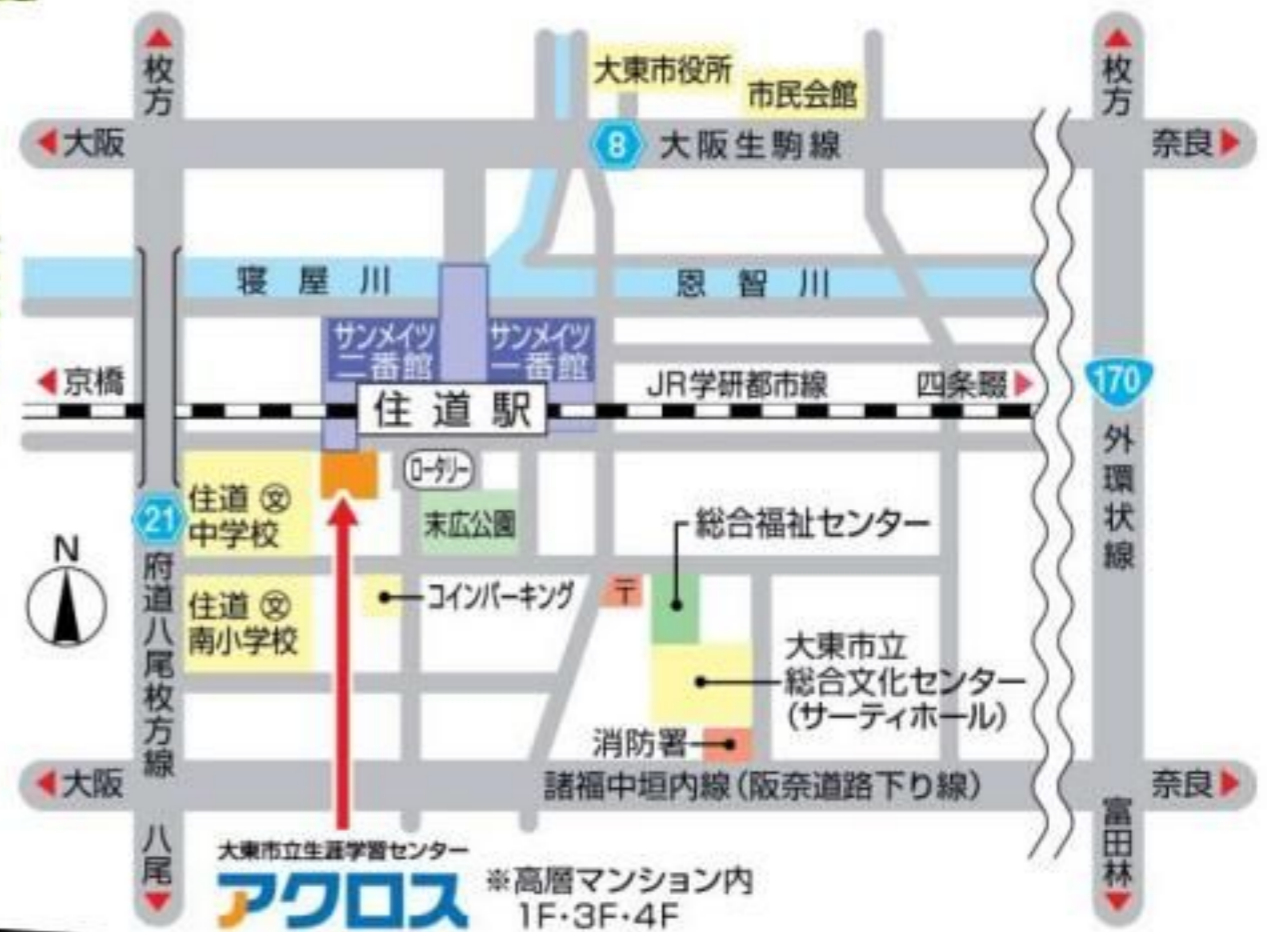 枚方
枚方
大東市役所
市民会館
大阪
8
大阪生駒線
奈良
寝屋川
恩智川
サンメイツ
二番館
サンメイツ
一番館
京橋
住道駅
JR学研都市線
四条畷
170
外環状線
ロータリー
住道 文
中学校
末広公園
総合福祉センター
21
府道八尾枚方線
N
住道 文
南小学校
コインパーキング
〒
大東市立
総合文化センター
(サーティホール)
消防署
大阪
諸福中垣内線(阪奈道路下り線)
奈良
八尾
富田林
大東市立生涯学習センター
アクロス
※高層マンション内
1F・3F・4F